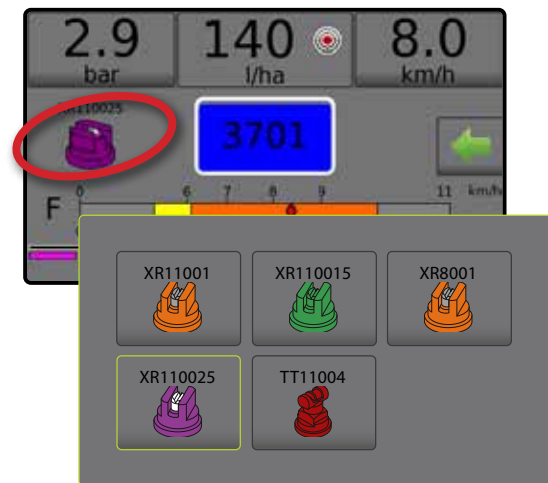 2.9 140 8.0
bar l/ha km/h
XR110025
3701
0 6 7 8 9 11 km/h
F
XR11001 XR110015 XR8001
XR110025 TT11004